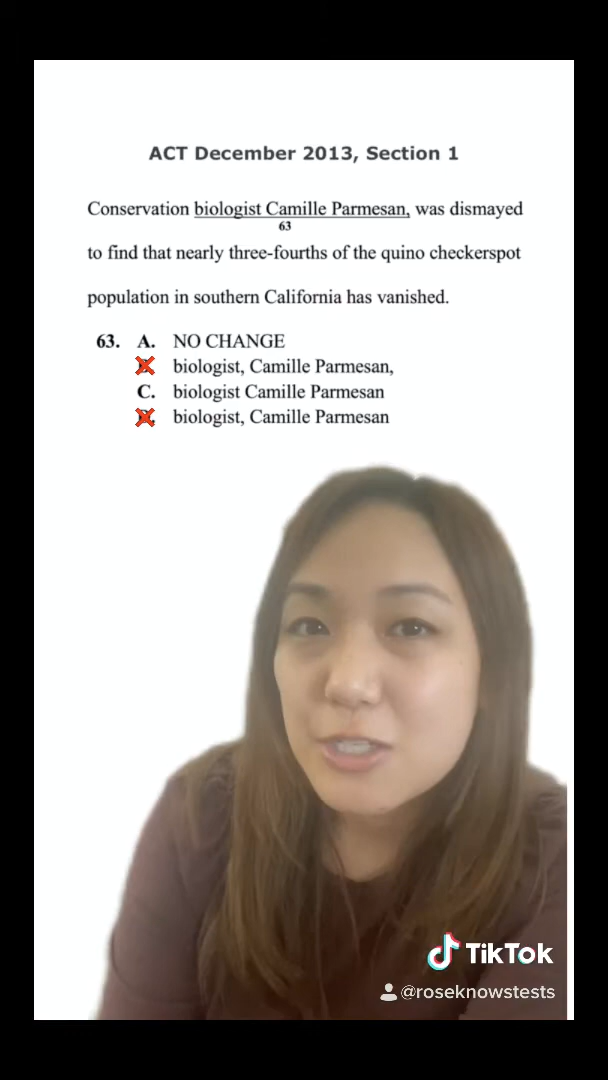 ACT December 2013, Section 1
Conservation biologist Camille Parmesan, was dismayed
63
to find that nearly three-fourths of the quino checkerspot
population in southern California has vanished.
63. A. NO CHANGE
biologist, Camille Parmesan,
C. biologist Camille Parmesan
biologist, Camille Parmesan
TikTok
@roseknowstests